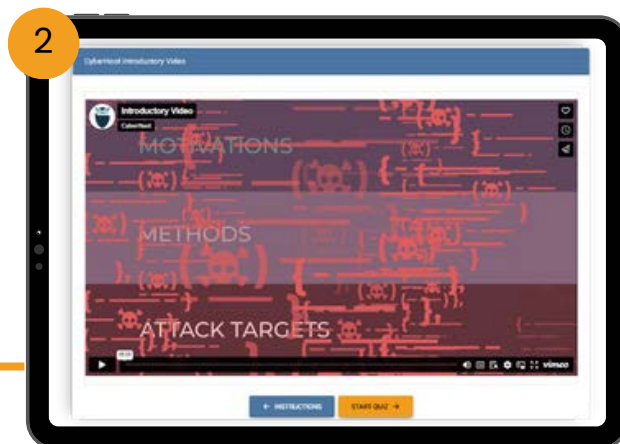 2
CyberHoot Introductory Video
Introductory Video
CyberHoot
MOTIVATIONS
METHODS
ATTACK TARGETS
vimeo
← INSTRUCTIONS
START QUIZ →